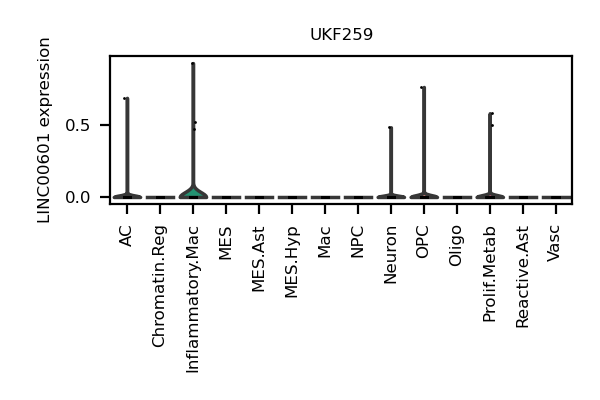 UKF259
LINC00601 expression
0.5
0.0
AC
Chromatin.Reg
Inflammatory.Mac
MES
MES.Ast
MES.Hyp
Mac
NPC
Neuron
OPC
Oligo
Prolif.Metab
Reactive.Ast
Vasc